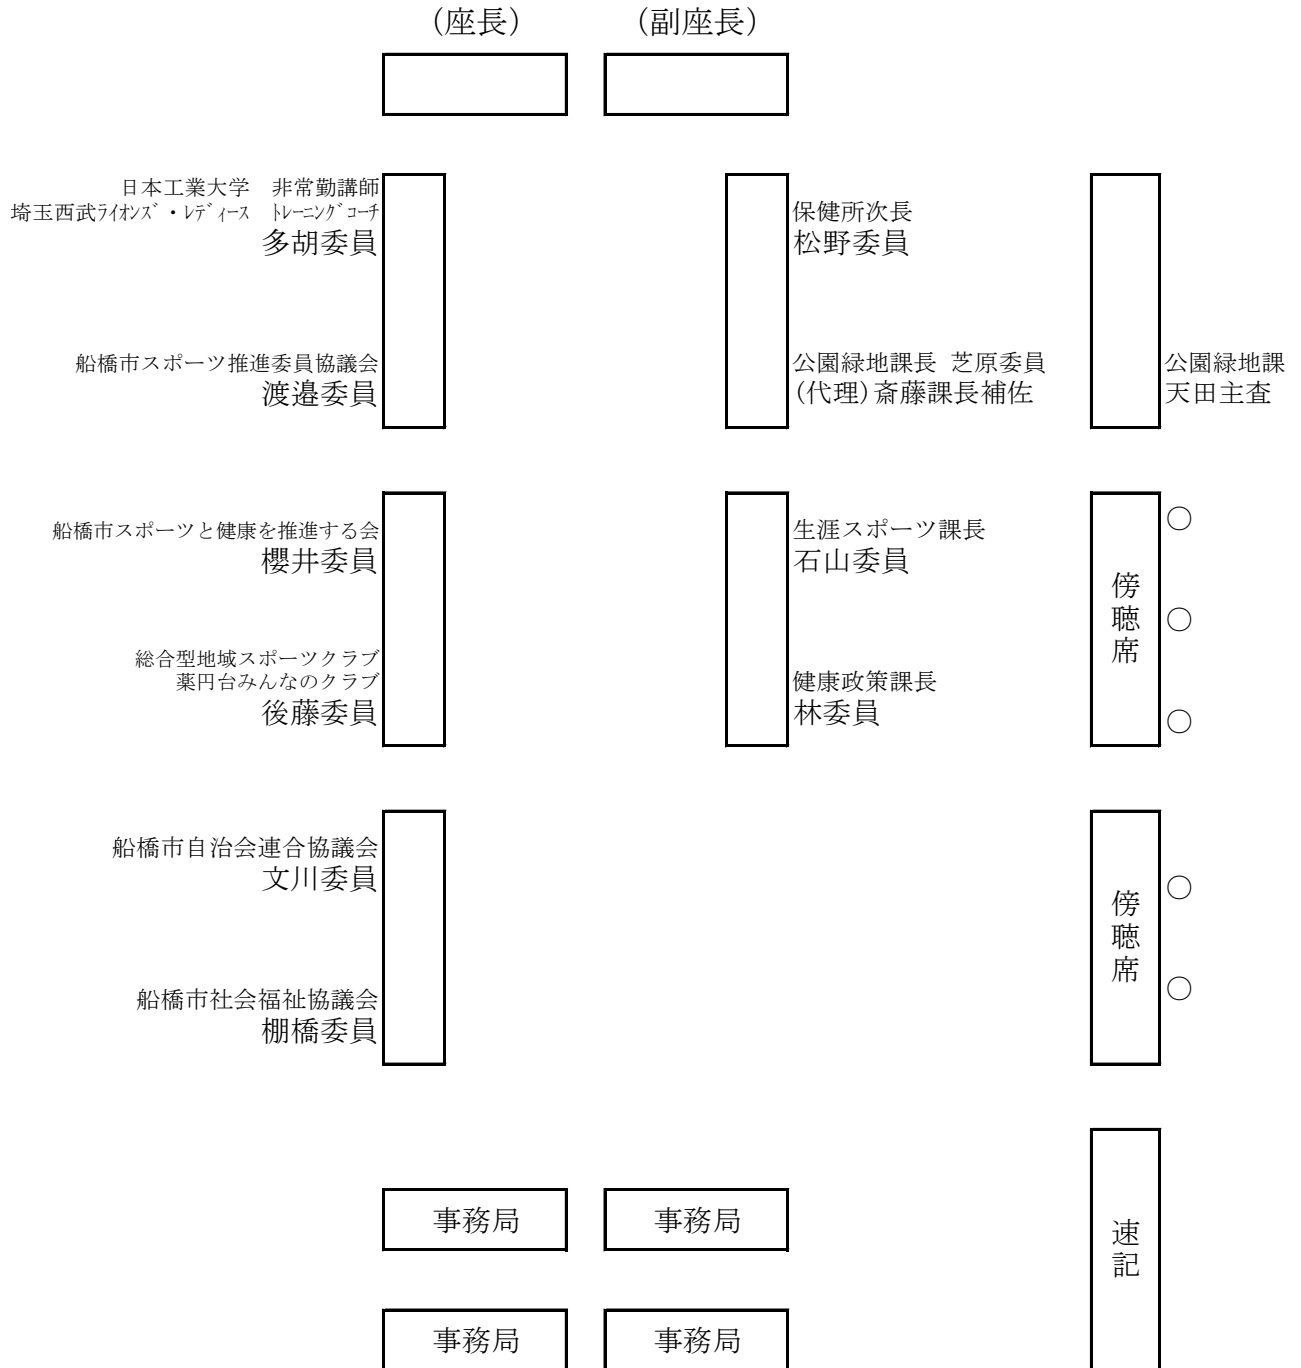 （座長）
（副座長）
日本工業大学　非常勤講師
埼玉西武ﾗｲｵﾝｽﾞ・ﾚﾃﾞｨｰｽ　ﾄﾚｰﾆﾝｸﾞｺｰﾁ
多胡委員
保健所次長
松野委員
船橋市スポーツ推進委員協議会
渡邉委員
公園緑地課長 芝原委員
(代理)斎藤課長補佐
公園緑地課
天田主査
船橋市スポーツと健康を推進する会
櫻井委員
生涯スポーツ課長
石山委員
○
傍聴席
○
○
総合型地域スポーツクラブ
薬円台みんなのクラブ
後藤委員
健康政策課長
林委員
船橋市自治会連合協議会
文川委員
傍聴席
○
○
船橋市社会福祉協議会
棚橋委員
事務局
事務局
速記
事務局
事務局